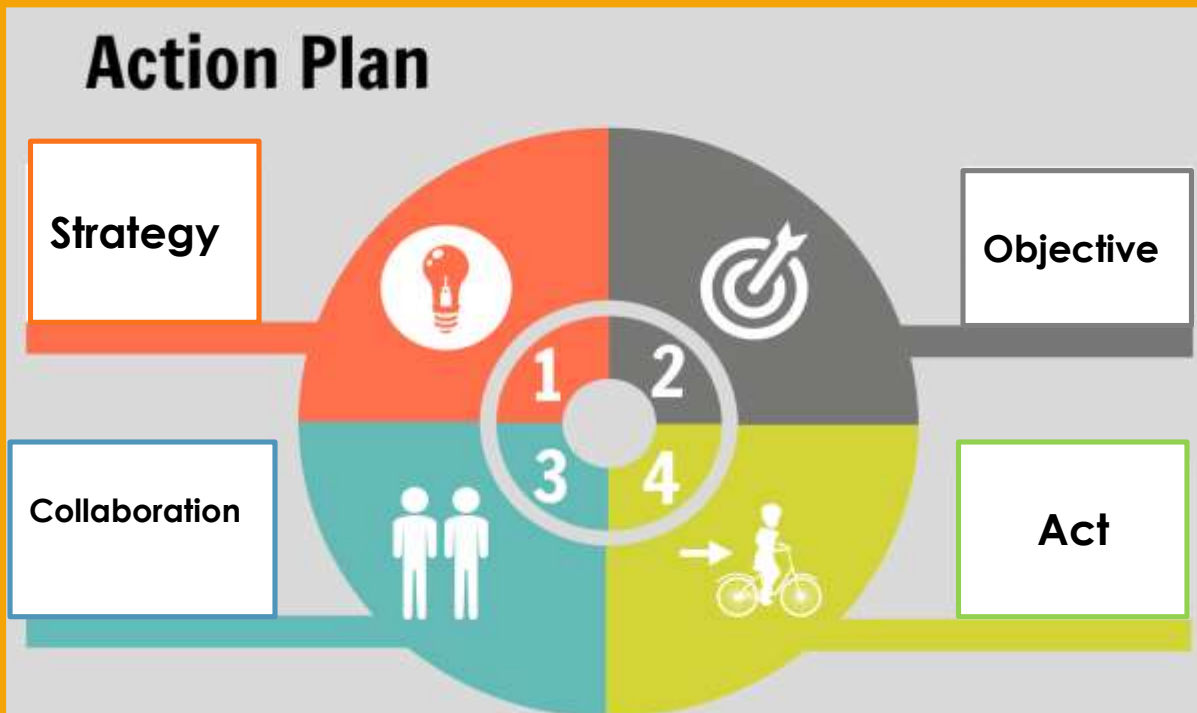 Action Plan
Strategy
Objective
1
2
3
4
Collaboration
Act